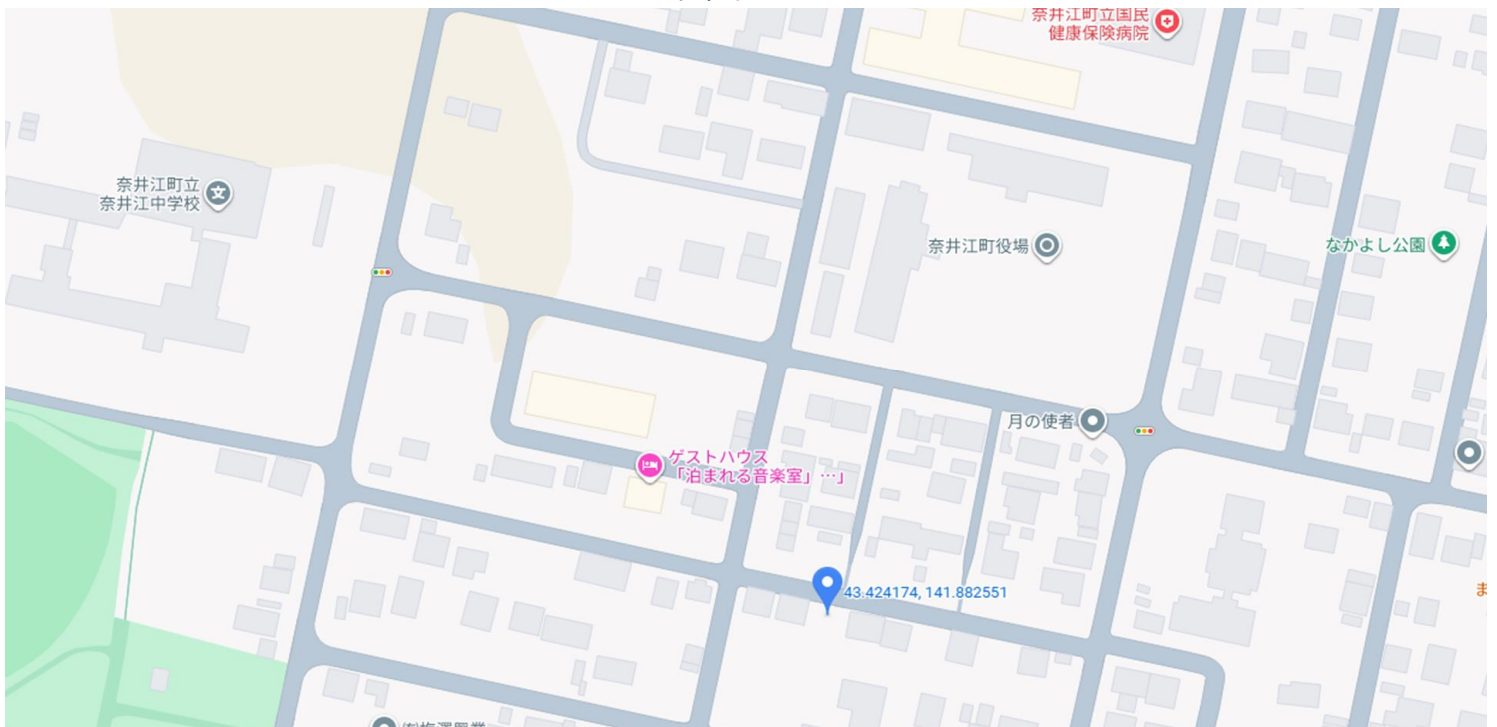 奈井江町立国民
健康保険病院
奈井江町立
奈井江中学校
奈井江町役場
なかよし公園
月の使者
ゲストハウス
「泊まれる音楽室」…」
43.424174, 141.882551
ま